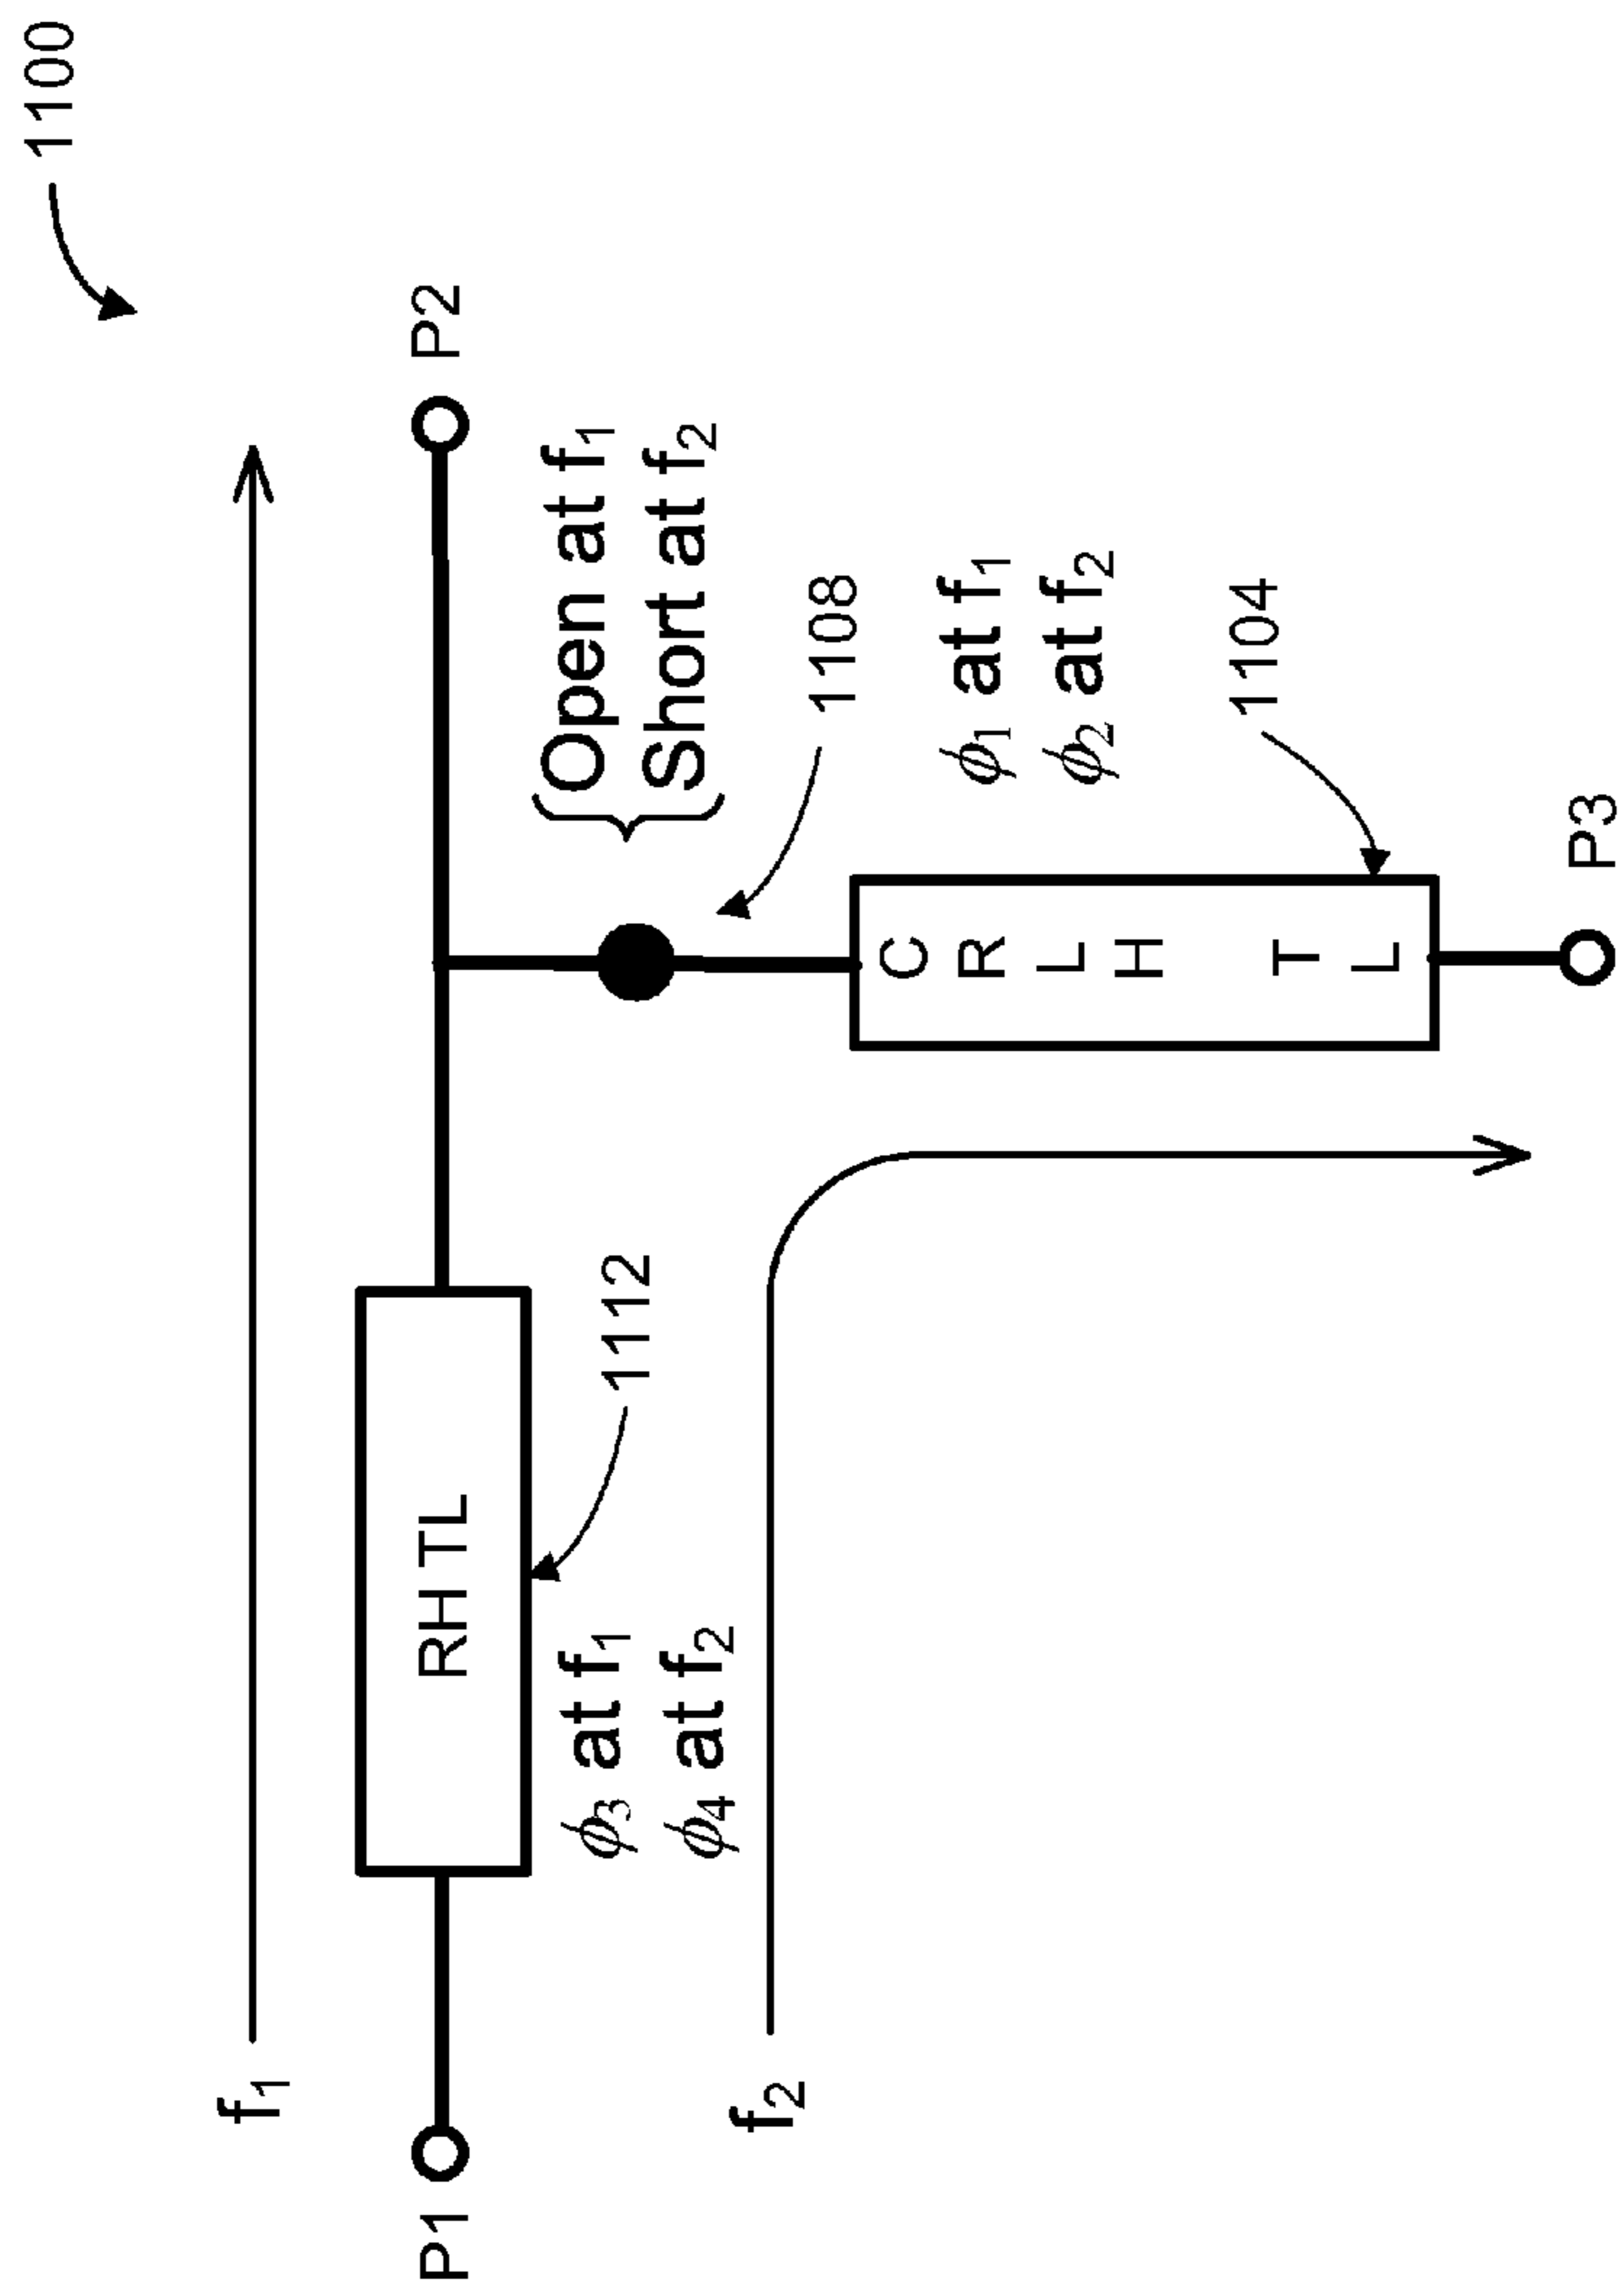 1100
f1
P1
RH TL
P2
Open at f1
Short at f2
ϕ3 at f1
ϕ4 at f2
1112
f2
1108
CRLH TL
ϕ1 at f1
ϕ2 at f2
1104
P3